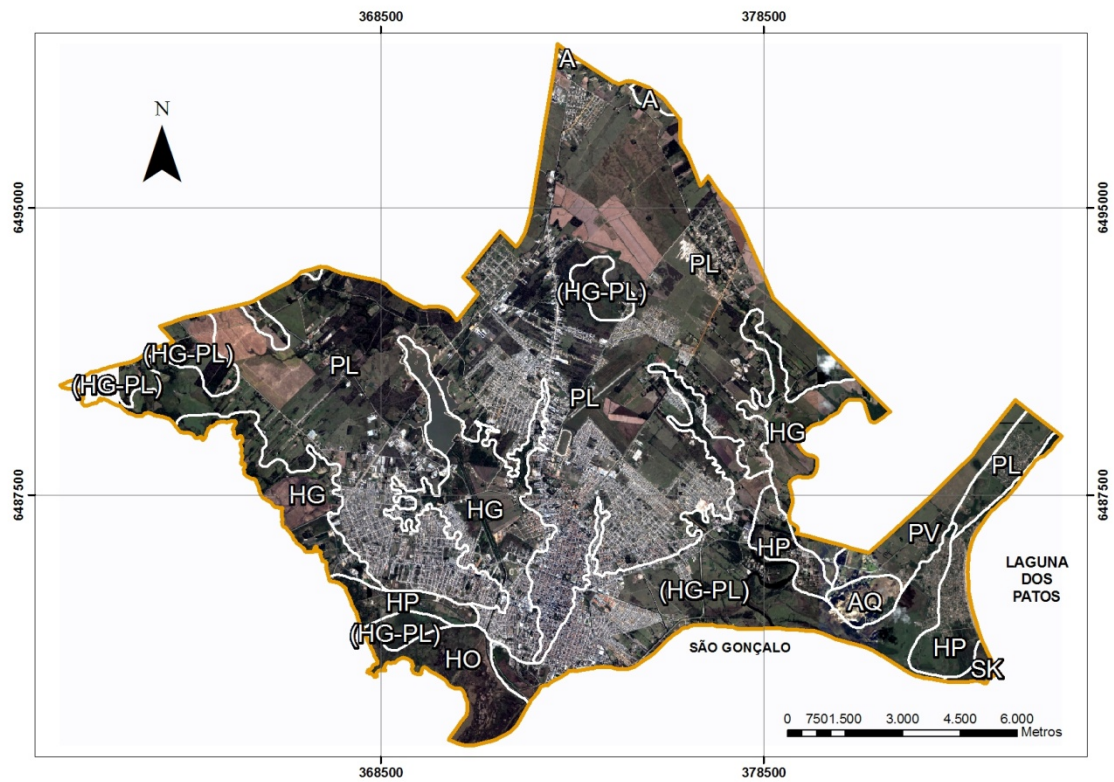 368500 378500
N
A
A
6495000 6495000
PL
(HG-PL)
(HG-PL)
PL
(HG-PL)
PL
HG
PL
HG
HG
6487500 6487500
PV
HP
LAGUNA
DOS
PATOS
(HG-PL)
HP
AQ
(HG-PL)
HO
SÃO GONÇALO
HP
SK
0 7501.500 3.000 4.500 6.000
Metros
368500 378500